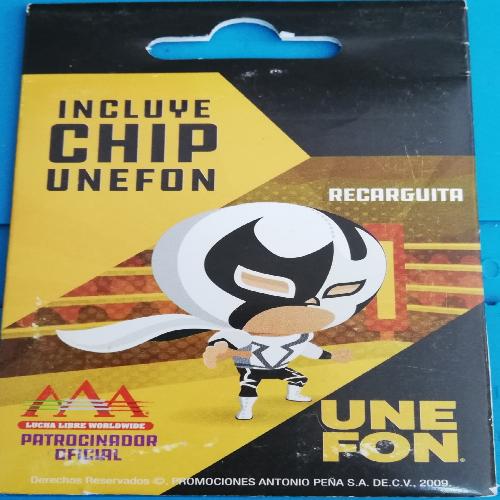 INCLUYE
CHIP
UNEFON
RECARGUITA
AAA
LUCHA LIBRE WORLDWIDE
PATROCINADOR
OFICIAL
UNE
FON
Derechos Reservados ©, PROMOCIONES ANTONIO PEÑA S.A. DE.C.V., 2009